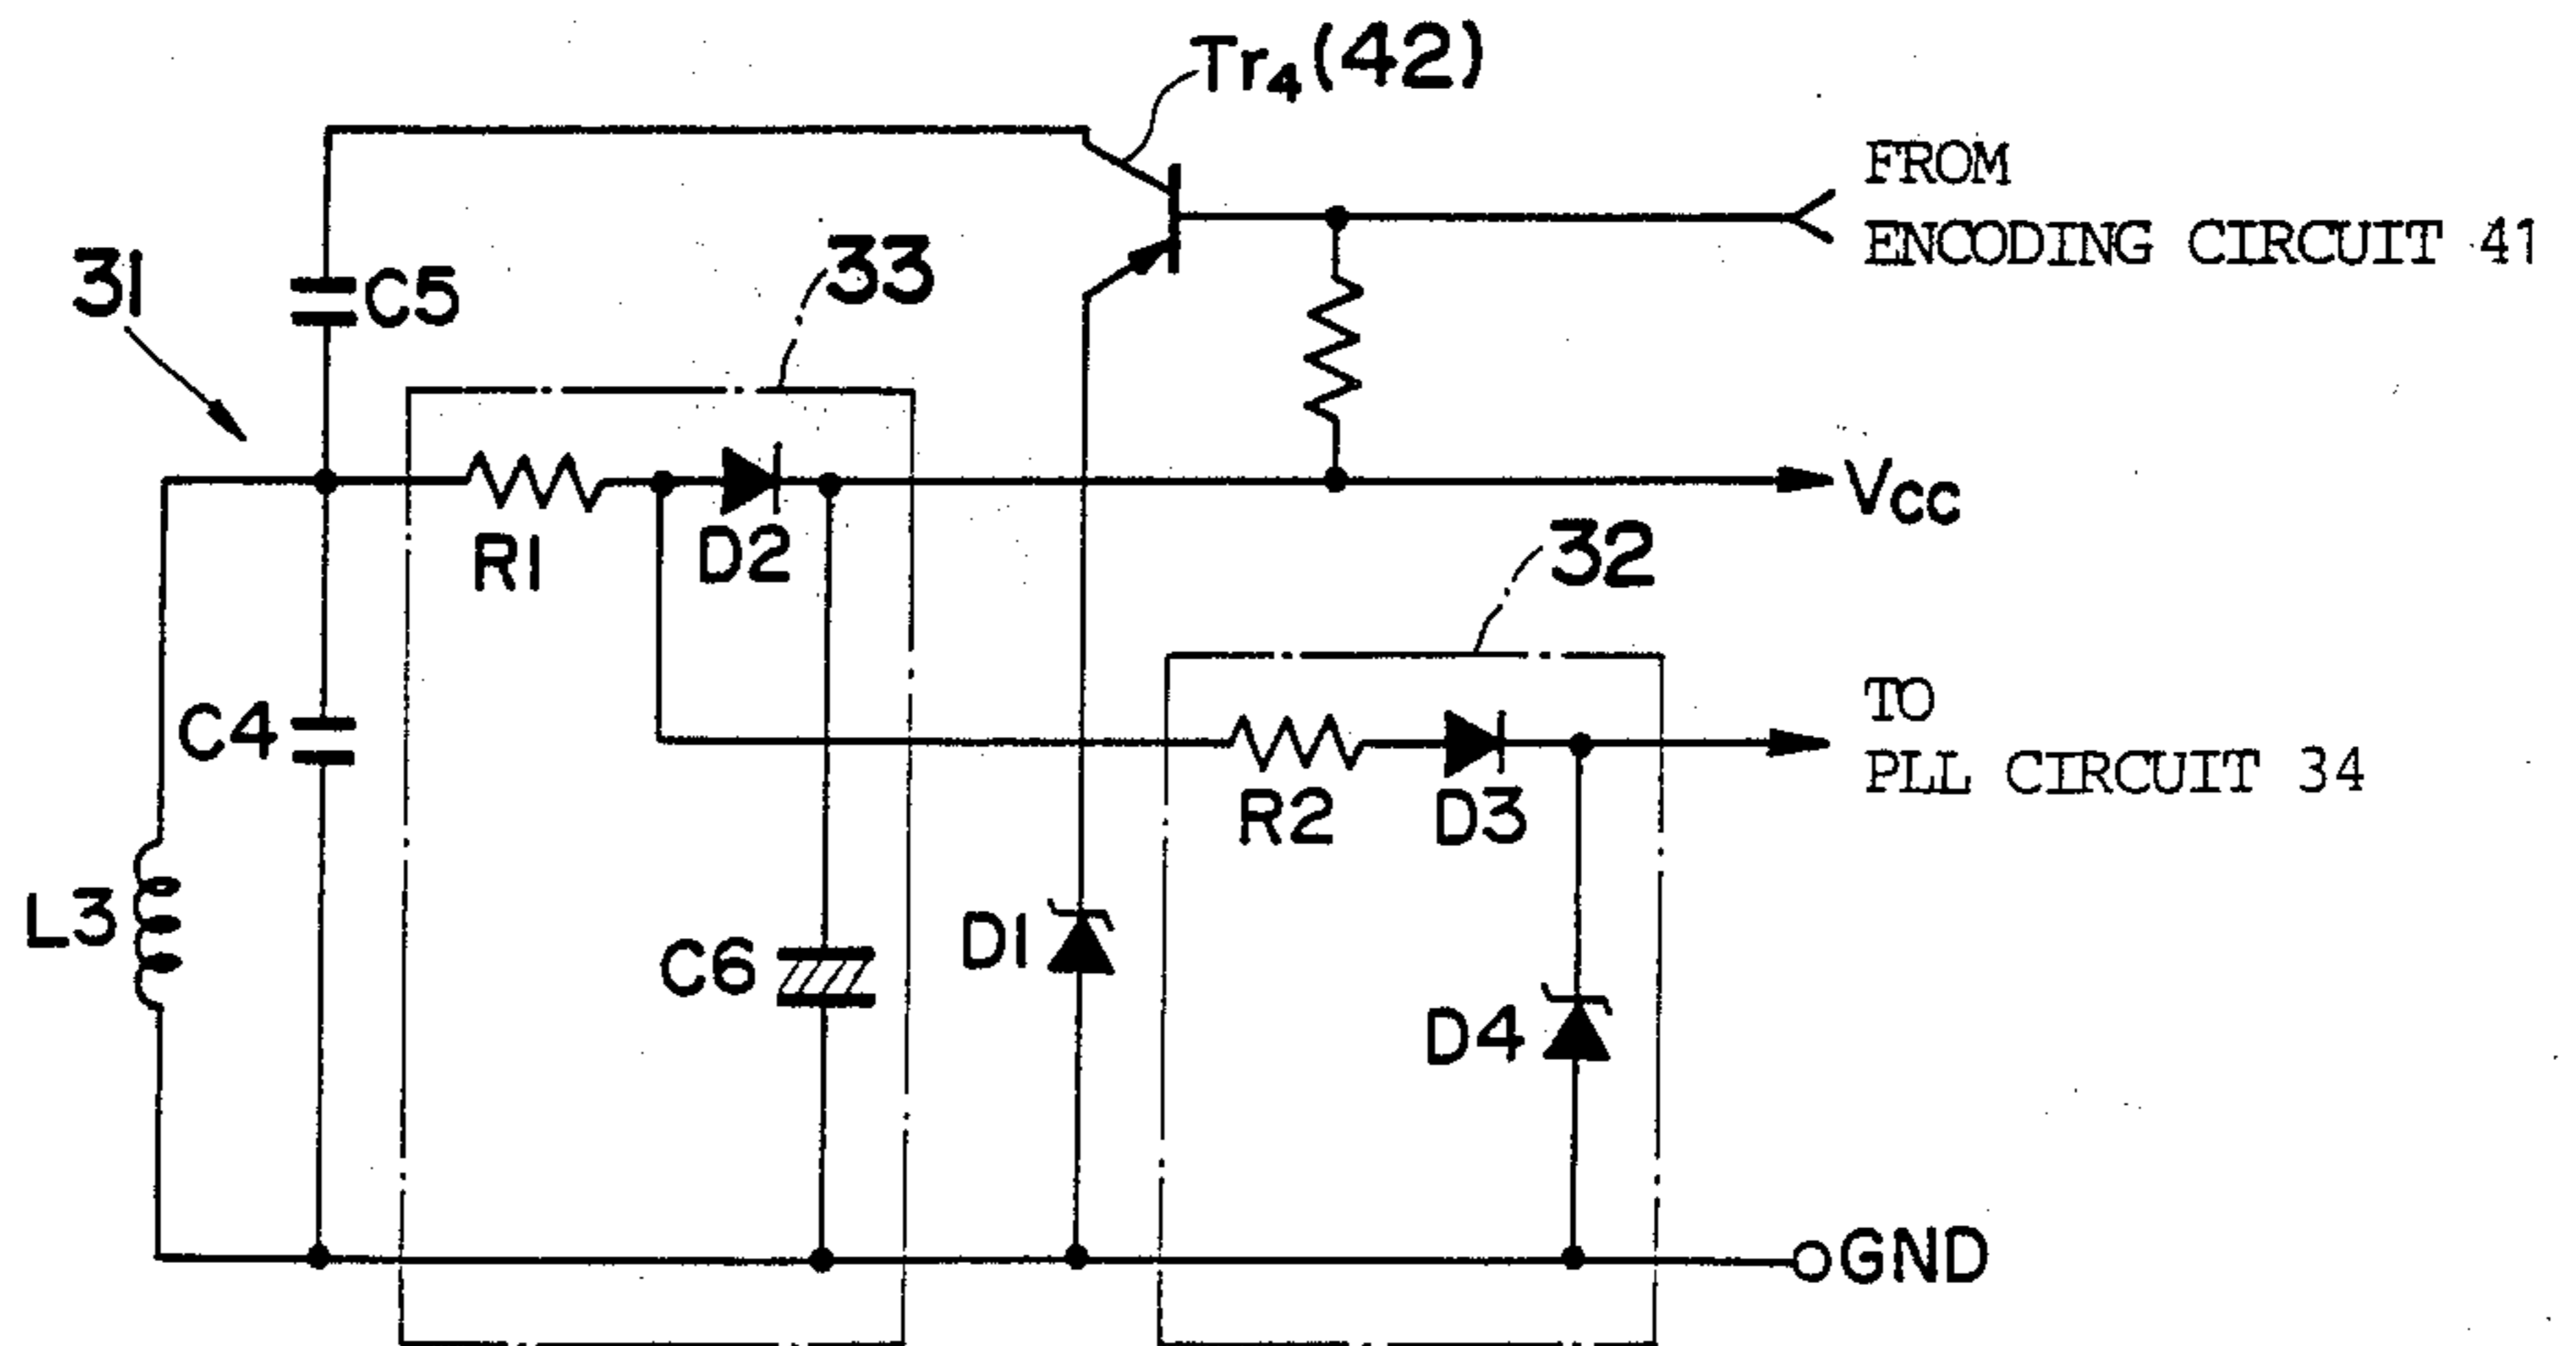 Tr4(42)
FROM
ENCODING CIRCUIT 41
33
31
C5
VCC
R1
D2
32
TO
PLL CIRCUIT 34
C4
R2
D3
L3
C6
D1
D4
GND